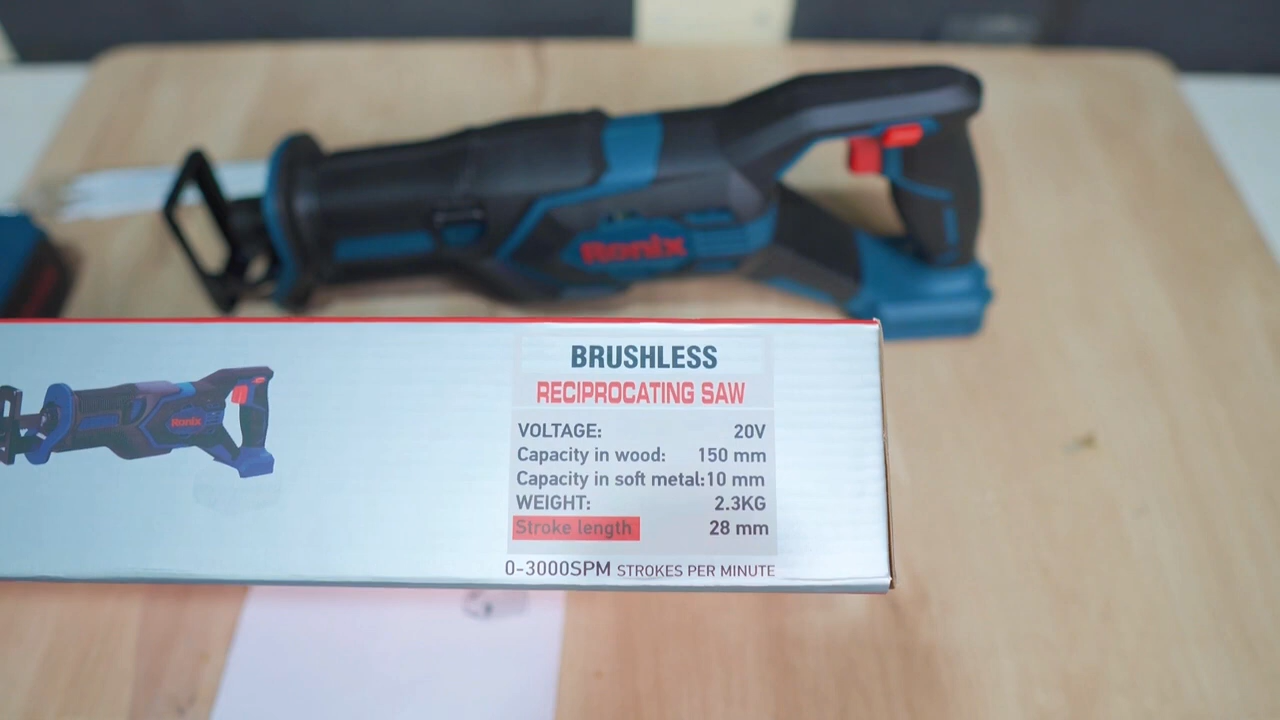 Ronix
BRUSHLESS
RECIPROCATING SAW
VOLTAGE: 20V
Capacity in wood: 150 mm
Capacity in soft metal:10 mm
WEIGHT: 2.3KG
Stroke length 28 mm
0-3000SPM STROKES PER MINUTE
Ronix